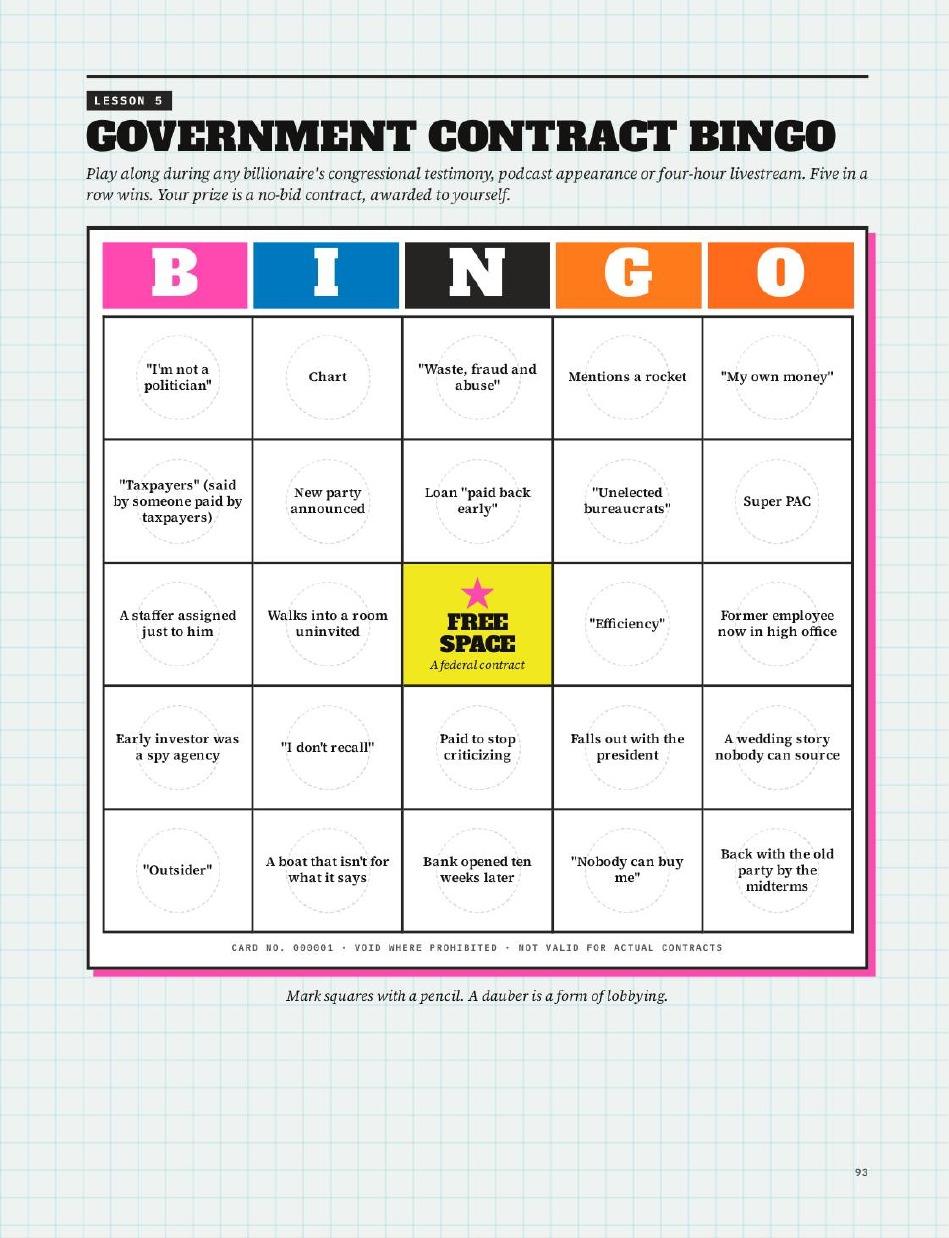 LESSON 5
GOVERNMENT CONTRACT BINGO
Play along during any billionaire's congressional testimony, podcast appearance or four-hour livestream. Five in a
row wins. Your prize is a no-bid contract, awarded to yourself.
B I N G O
"I'm not a
politician"
Chart
"Waste, fraud and
abuse"
Mentions a rocket
"My own money"
"Taxpayers" (said
by someone paid by
taxpayers)
New party
announced
Loan "paid back
early"
"Unelected
bureaucrats"
Super PAC
A staffer assigned
just to him
Walks into a room
uninvited
FREE
SPACE
A federal contract
"Efficiency"
Former employee
now in high office
Early investor was
a spy agency
"I don't recall"
Paid to stop
criticizing
Falls out with the
president
A wedding story
nobody can source
"Outsider"
A boat that isn't for
what it says
Bank opened ten
weeks later
"Nobody can buy
me"
Back with the old
party by the
midterms
CARD NO. 000001 · VOID WHERE PROHIBITED · NOT VALID FOR ACTUAL CONTRACTS
Mark squares with a pencil. A dauber is a form of lobbying.
93